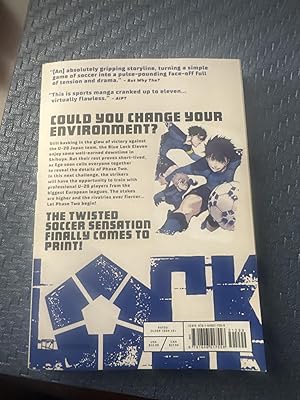 "[An] absolutely gripping storyline, turning a simple
game of soccer into a pulse-pounding face-off full
of tension and drama." – But Why Tho?
"This is sports manga cranked up to eleven...
virtually flawless." – AIPT
COULD YOU CHANGE YOUR
ENVIRONMENT?
Still basking in the glow of victory against
the U-20 Japan team, the Blue Lock Eleven
enjoy some well-earned downtime in
Shibuya. But their rest proves short-lived,
as Ego soon calls everyone together
to reveal the details of Phase Two.
In this next challenge, the strikers
will have the opportunity to train with
professional U-20 players from the
biggest European leagues. The stakes
are higher and the rivalries ever fiercer...
Let Phase Two begin!
THE TWISTED
SOCCER SENSATION
FINALLY COMES TO
PRINT!
LOCK